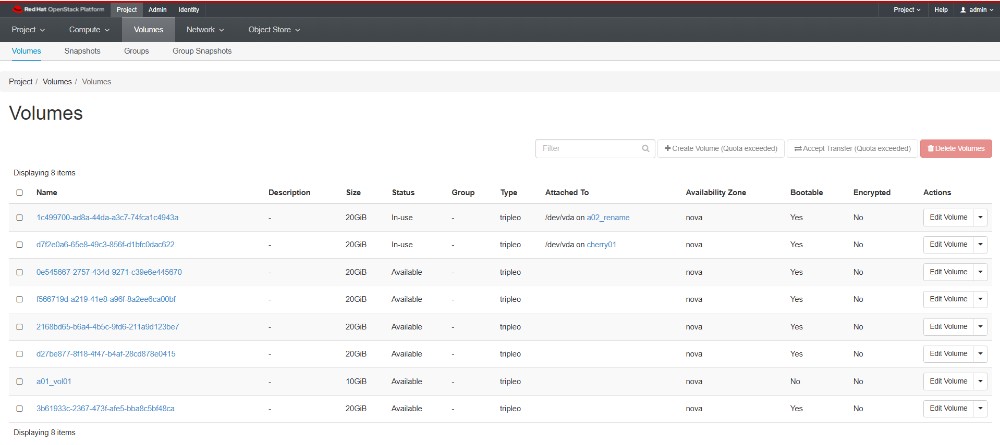 Red Hat OpenStack Platform Project Admin Identity Project Help admin
Project Compute Volumes Network Object Store
Volumes Snapshots Groups Group Snapshots
Project / Volumes / Volumes
Volumes
Filter Create Volume (Quota exceeded) Accept Transfer (Quota exceeded) Delete Volumes
Displaying 8 items
Name Description Size Status Group Type Attached To Availability Zone Bootable Encrypted Actions
1c499700-ad8a-44da-a3c7-74fca1c4943a - 20GiB In-use - tripleo /dev/vda on a02_rename nova Yes No Edit Volume
d7f2e0a6-65e8-49c3-856f-d1bfc0dac622 - 20GiB In-use - tripleo /dev/vda on cherry01 nova Yes No Edit Volume
0e545667-2757-434d-9271-c39e6e445670 - 20GiB Available - tripleo nova Yes No Edit Volume
f566719d-a219-41e8-a96f-8a2ee6ca00bf - 20GiB Available - tripleo nova Yes No Edit Volume
2168bd65-b6a4-4b5c-9fd6-211a9d123be7 - 20GiB Available - tripleo nova Yes No Edit Volume
d27be877-8f18-4f47-b4af-28cd878e0415 - 20GiB Available - tripleo nova Yes No Edit Volume
a01_vol01 - 10GiB Available - tripleo nova No No Edit Volume
3b61933c-2367-473f-afe5-bba8c5bf48ca - 20GiB Available - tripleo nova Yes No Edit Volume
Displaying 8 items